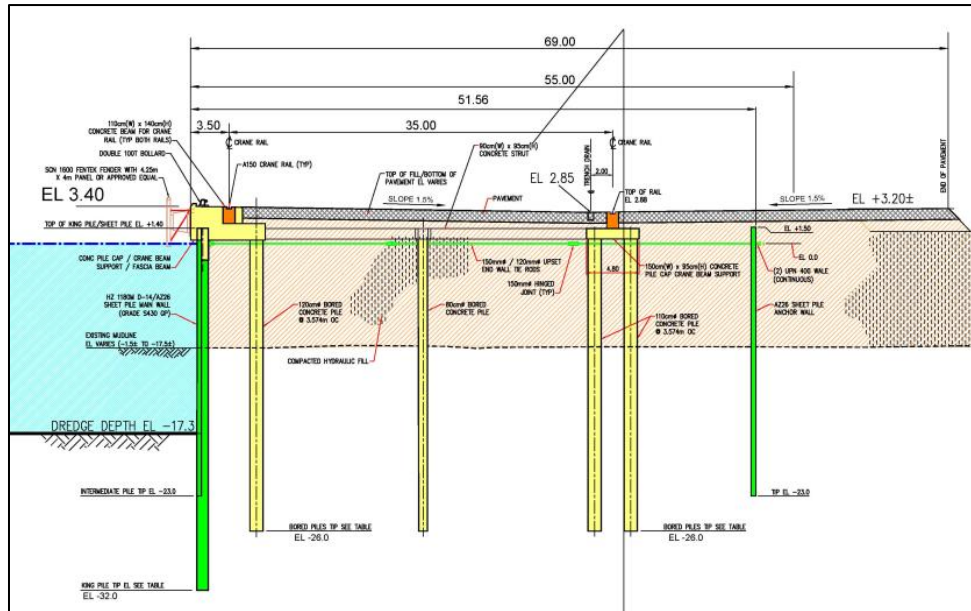 69.00
55.00
51.56
3.50
35.00
110cm(W) x 140cm(H)
CONCRETE BEAM FOR CRANE
RAIL (TYP BOTH RAILS)
DOUBLE 100T BOLLARD
SCN 1600 FENTEK FENDER WITH 4.25m
X 4m PANEL OR APPROVED EQUAL
EL 3.40
TOP OF KING PILE/SHEET PILE EL +1.40
CRANE RAIL
A150 CRANE RAIL (TYP)
90cm(W) x 95cm(H)
CONCRETE STRUT
TOP OF FILL/BOTTOM OF
PAVEMENT EL VARIES
SLOPE 1.5%
PAVEMENT
EL 2.85
TRENCH DRAIN
2.00
CRANE RAIL
TOP OF RAIL
EL 2.88
SLOPE 1.5%
EL +3.20±
END OF PAVEMENT
EL +1.50
EL 0.0
CONC PILE CAP / CRANE BEAM
SUPPORT / FASCIA BEAM
HZ 1180M D-14/AZ26
SHEET PILE MAIN WALL
(GRADE S430 GP)
EXISTING MUDLINE
EL VARIES (-1.5± TO -17.5±)
120cmø BORED
CONCRETE PILE
@ 3.574m OC
COMPACTED HYDRAULIC FILL
150mmø / 120mmø UPSET
END WALL TIE RODS
150mmø HINGED
JOINT (TYP)
80cmø BORED
CONCRETE PILE
4.80
150cm(W) x 95cm(H) CONCRETE
PILE CAP CRANE BEAM SUPPORT
110cmø BORED
CONCRETE PILE
@ 3.574m OC
(2) UPN 400 WALE
(CONTINUOUS)
AZ26 SHEET PILE
ANCHOR WALL
DREDGE DEPTH EL -17.3
INTERMEDIATE PILE TIP EL -23.0
TIP EL -23.0
BORED PILES TIP SEE TABLE
EL -26.0
BORED PILES TIP SEE TABLE
EL -26.0
KING PILE TIP EL SEE TABLE
EL -32.0